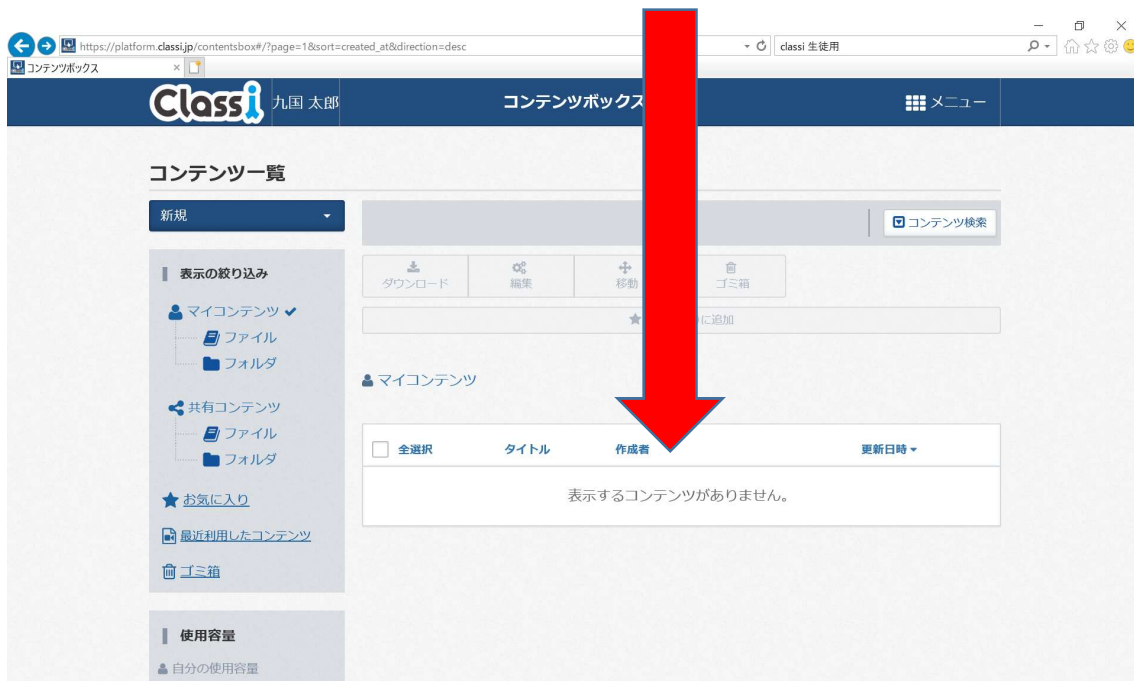 https://platform.classi.jp/contentsbox#/?page=1&sort=created_at&direction=desc
classi 生徒用
コンテンツボックス
Classi 九国 太郎
コンテンツボックス
メニュー
コンテンツ一覧
新規
コンテンツ検索
表示の絞り込み
ダウンロード
編集
移動
ゴミ箱
マイコンテンツ
に追加
ファイル
フォルダ
マイコンテンツ
共有コンテンツ
ファイル
フォルダ
全選択
タイトル
作成者
更新日時
表示するコンテンツがありません。
お気に入り
最近利用したコンテンツ
ゴミ箱
使用容量
自分の使用容量